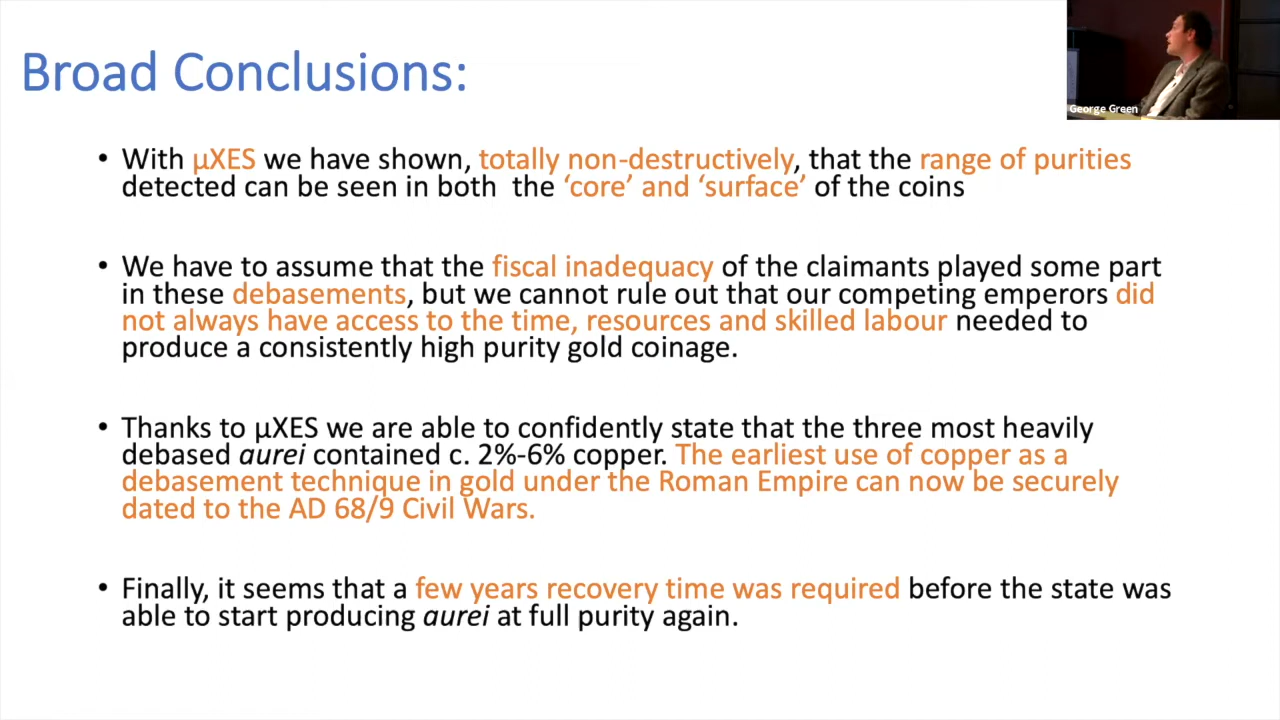 Broad Conclusions:
George Green
• With µXES we have shown, totally non-destructively, that the range of purities
detected can be seen in both the ‘core’ and ‘surface’ of the coins
• We have to assume that the fiscal inadequacy of the claimants played some part
in these debasements, but we cannot rule out that our competing emperors did
not always have access to the time, resources and skilled labour needed to
produce a consistently high purity gold coinage.
• Thanks to µXES we are able to confidently state that the three most heavily
debased aurei contained c. 2%-6% copper. The earliest use of copper as a
debasement technique in gold under the Roman Empire can now be securely
dated to the AD 68/9 Civil Wars.
• Finally, it seems that a few years recovery time was required before the state was
able to start producing aurei at full purity again.